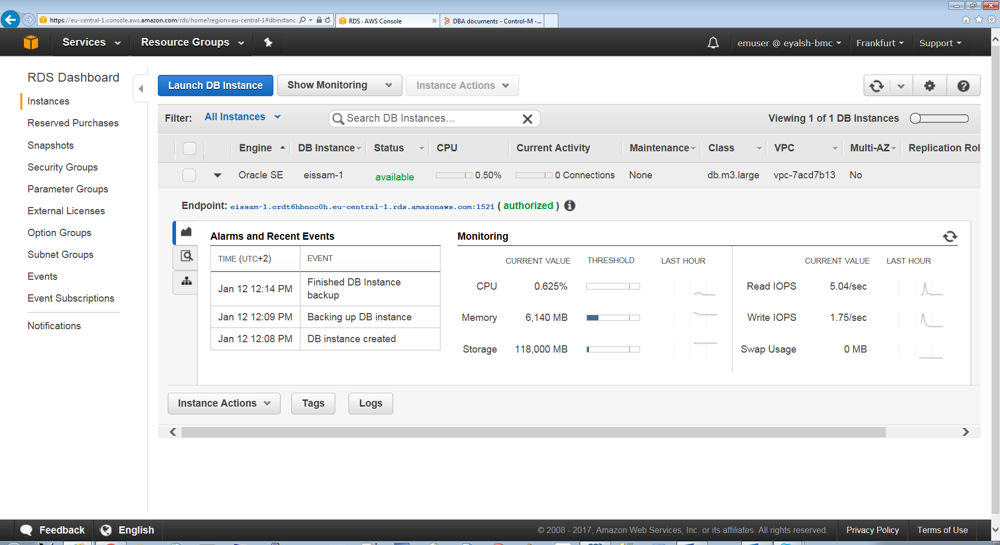 https://eu-central-1.console.aws.amazon.com/rds/home?region=eu-central-1#dbinstanc
RDS · AWS Console
DBA documents - Control-M -...
Services
Resource Groups
emuser @ eyalsh-bmc
Frankfurt
Support
RDS Dashboard
Instances
Reserved Purchases
Snapshots
Security Groups
Parameter Groups
External Licenses
Option Groups
Subnet Groups
Events
Event Subscriptions
Notifications
Launch DB Instance
Show Monitoring
Instance Actions
Filter: All Instances
Search DB Instances...
Viewing 1 of 1 DB Instances
Engine DB Instance Status CPU Current Activity Maintenance Class VPC Multi-AZ Replication Rol
Oracle SE eissam-1 available 0.50% 0 Connections None db.m3.large vpc-7acd7b13 No
Endpoint: eissam-1.crdt6hbncc0h.eu-central-1.rds.amazonaws.com:1521 ( authorized )
Alarms and Recent Events
TIME (UTC+2) EVENT
Jan 12 12:14 PM Finished DB Instance
backup
Jan 12 12:09 PM Backing up DB instance
Jan 12 12:08 PM DB instance created
Monitoring
CURRENT VALUE THRESHOLD LAST HOUR
CPU 0.625%
Memory 6,140 MB
Storage 118,000 MB
CURRENT VALUE LAST HOUR
Read IOPS 5.04/sec
Write IOPS 1.75/sec
Swap Usage 0 MB
Instance Actions
Tags
Logs
Feedback
English
© 2008 - 2017, Amazon Web Services, Inc. or its affiliates. All rights reserved.
Privacy Policy
Terms of Use